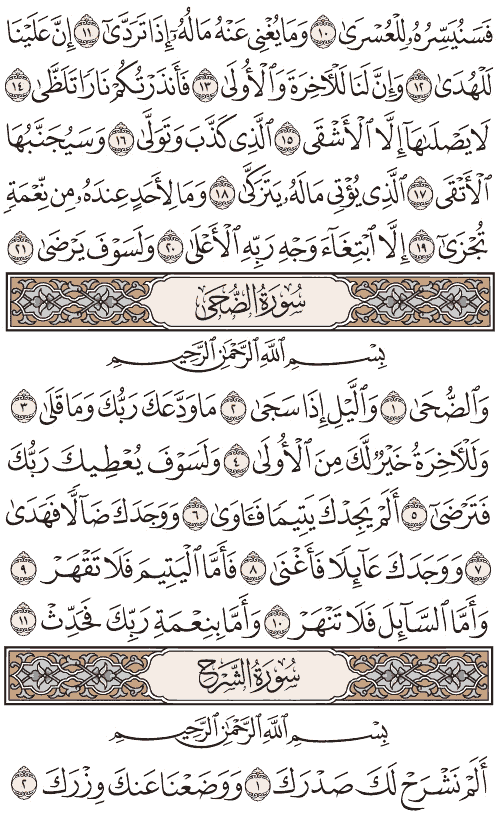 فَسَنُيَسِّرُهُۥ لِلْعُسْرَىٰ ١٠ وَمَا يُغْنِى عَنْهُ مَالُهُۥٓ إِذَا تَرَدَّىٰٓ ١١ إِنَّ عَلَيْنَا
لَلْهُدَىٰ ١٢ وَإِنَّ لَنَا لَلْـَٔاخِرَةَ وَٱلْأُولَىٰ ١٣ فَأَنذَرْتُكُمْ نَارًا تَلَظَّىٰ ١٤
لَا يَصْلَىٰهَآ إِلَّا ٱلْأَشْقَى ١٥ ٱلَّذِى كَذَّبَ وَتَوَلَّىٰ ١٦ وَسَيُجَنَّبُهَا
ٱلْأَتْقَى ١٧ ٱلَّذِى يُؤْتِى مَالَهُۥ يَتَزَكَّىٰ ١٨ وَمَا لِأَحَدٍ عِندَهُۥ مِن نِّعْمَةٍ
تُجْزَىٰٓ ١٩ إِلَّا ٱبْتِغَآءَ وَجْهِ رَبِّهِ ٱلْأَعْلَىٰ ٢٠ وَلَسَوْفَ يَرْضَىٰ ٢١
سُورَةُ الضُّحَىٰ
بِسْمِ ٱللَّهِ ٱلرَّحْمَٰنِ ٱلرَّحِيمِ
وَٱلضُّحَىٰ ١ وَٱلَّيْلِ إِذَا سَجَىٰ ٢ مَا وَدَّعَكَ رَبُّكَ وَمَا قَلَىٰ ٣
وَلَلْـَٔاخِرَةُ خَيْرٌ لَّكَ مِنَ ٱلْأُولَىٰ ٤ وَلَسَوْفَ يُعْطِيكَ رَبُّكَ
فَتَرْضَىٰٓ ٥ أَلَمْ يَجِدْكَ يَتِيمًا فَـَٔاوَىٰ ٦ وَوَجَدَكَ ضَآلًّا فَهَدَىٰ
٧ وَوَجَدَكَ عَآئِلًا فَأَغْنَىٰ ٨ فَأَمَّا ٱلْيَتِيمَ فَلَا تَقْهَرْ ٩
وَأَمَّا ٱلسَّآئِلَ فَلَا تَنْهَرْ ١٠ وَأَمَّا بِنِعْمَةِ رَبِّكَ فَحَدِّثْ ١١
سُورَةُ الشَّرْحِ
بِسْمِ ٱللَّهِ ٱلرَّحْمَٰنِ ٱلرَّحِيمِ
أَلَمْ نَشْرَحْ لَكَ صَدْرَكَ ١ وَوَضَعْنَا عَنكَ وِزْرَكَ ٢